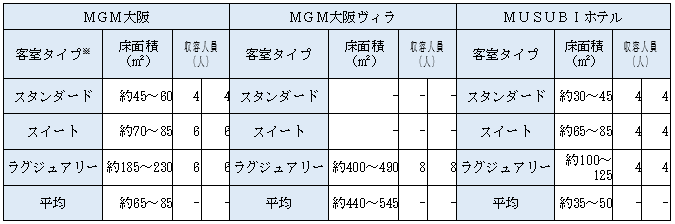 MGM大阪 MGM大阪ヴィラ MUSUBIホテル
客室タイプ※ 床面積(㎡) 収容人員(人) 客室タイプ 床面積(㎡) 収容人員(人) 客室タイプ 床面積(㎡) 収容人員(人)
スタンダード 約45～60 4 4 スタンダード - - - スタンダード 約30～45 4 4
スイート 約70～85 6 6 スイート - - - スイート 約65～85 4 4
ラグジュアリー 約185～230 6 6 ラグジュアリー 約400～490 8 8 ラグジュアリー 約100～125 4 4
平均 約65～85 - - 平均 約440～545 - - 平均 約35～50 - -